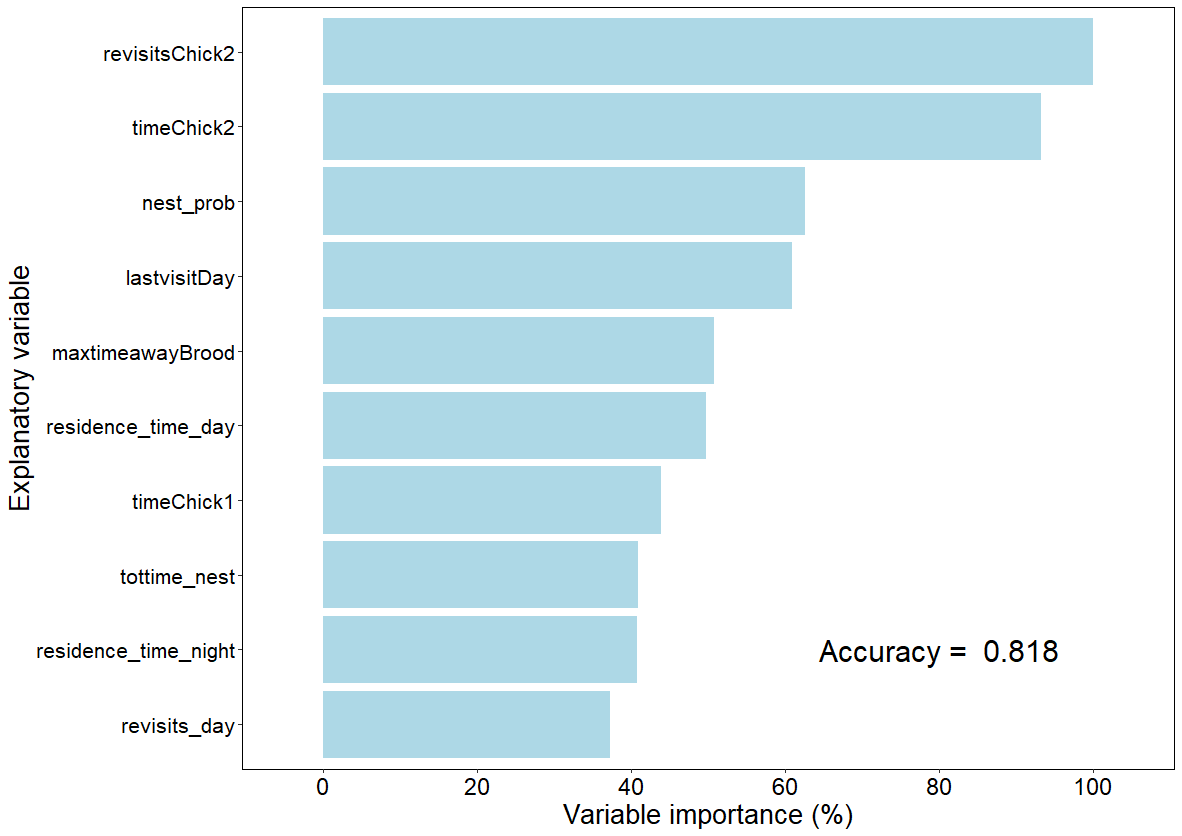 Explanatory variable
revisitsChick2
timeChick2
nest_prob
lastvisitDay
maxtimeawayBrood
residence_time_day
timeChick1
tottime_nest
residence_time_night
revisits_day
Accuracy = 0.818
0 20 40 60 80 100
Variable importance (%)